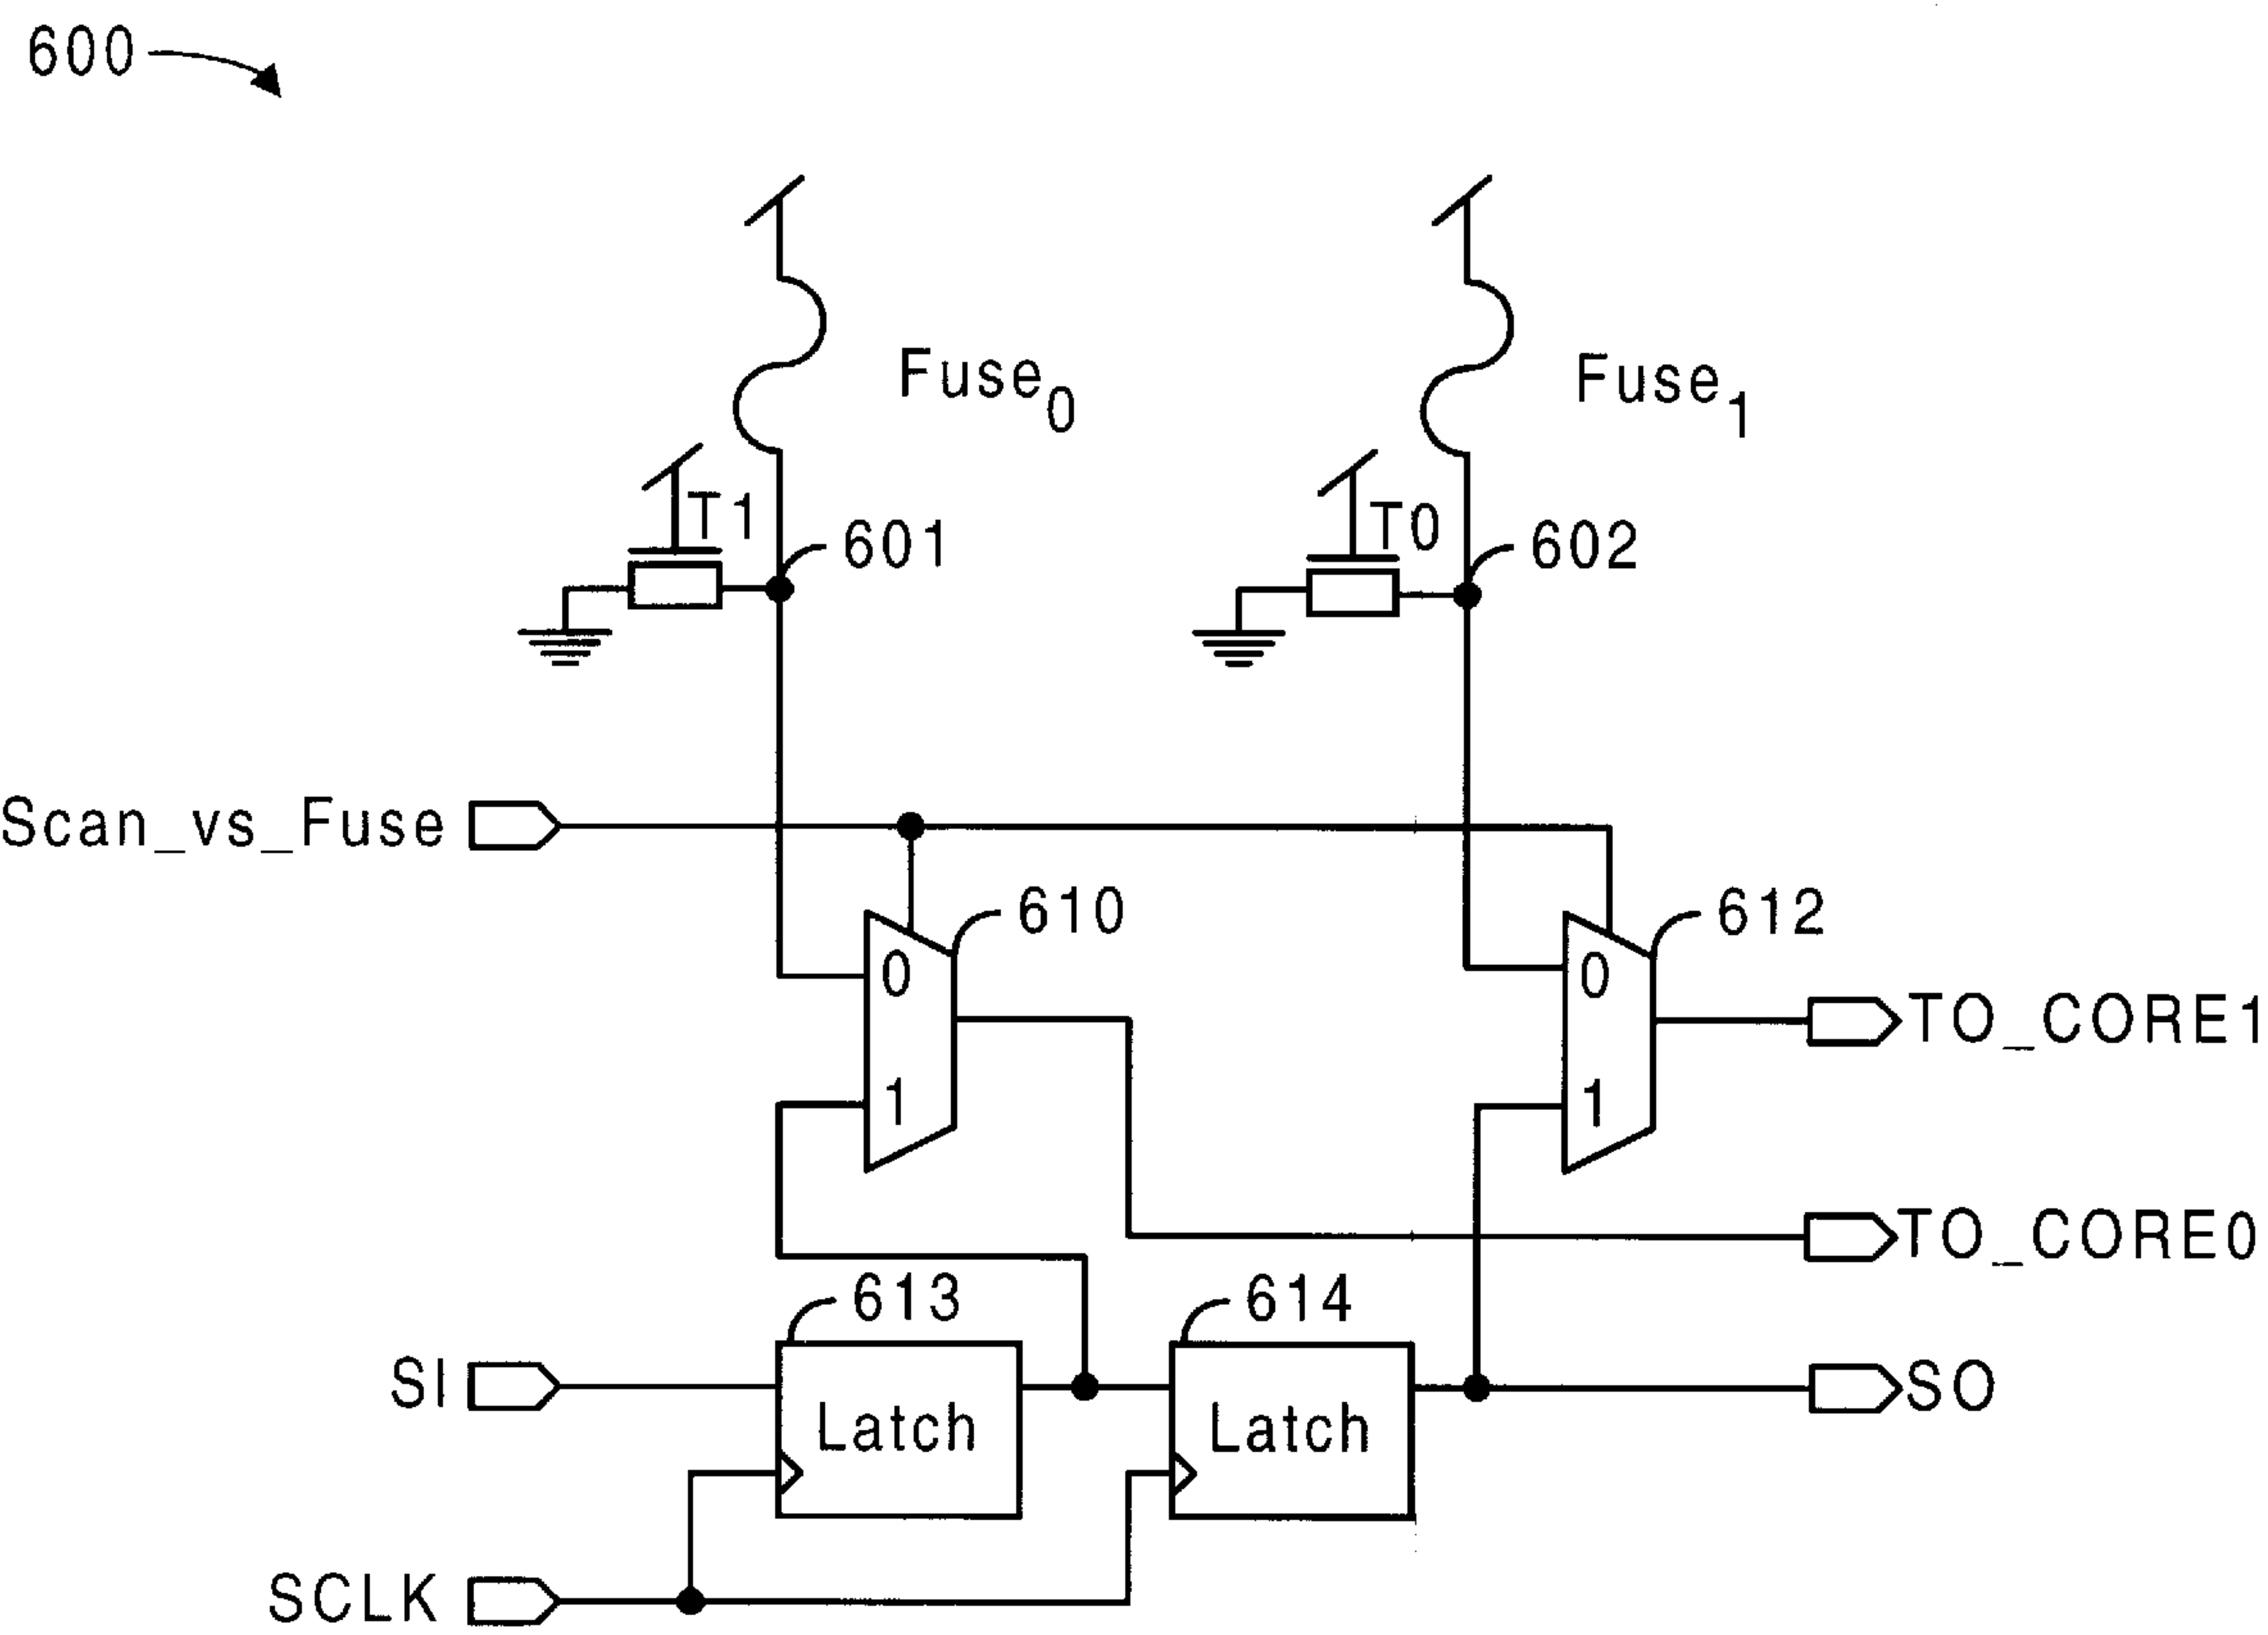 600
Fuse0
Fuse1
T1
601
T0
602
Scan_vs_Fuse
610
612
0
0
TO_CORE1
1
1
TO_CORE0
613
614
SI
Latch
Latch
SO
SCLK